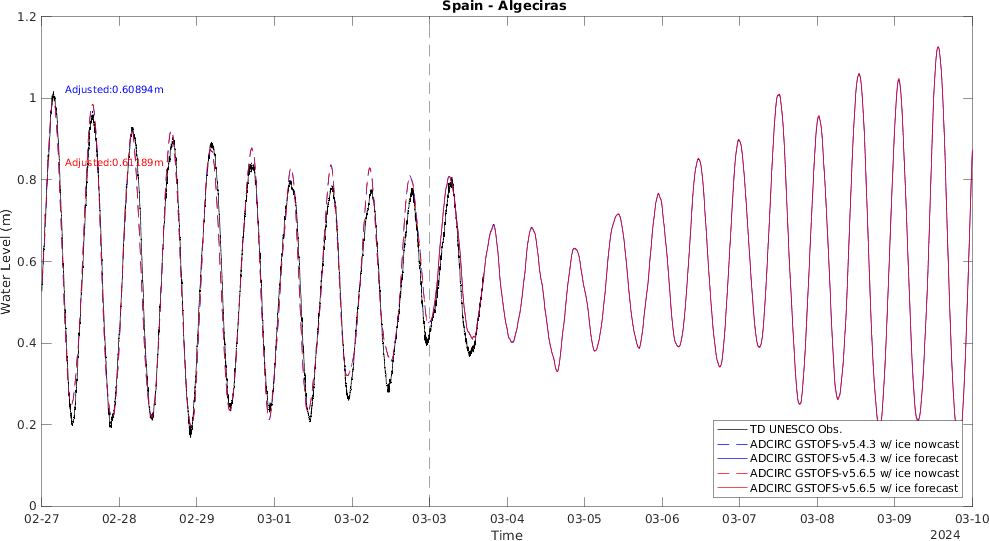 Spain - Algeciras
1.2
1
0.8
0.6
0.4
0.2
0
Water Level (m)
Adjusted:0.60894m
Adjusted:0.61189m
TD UNESCO Obs.
ADCIRC GSTOFS-v5.4.3 w/ ice nowcast
ADCIRC GSTOFS-v5.4.3 w/ ice forecast
ADCIRC GSTOFS-v5.6.5 w/ ice nowcast
ADCIRC GSTOFS-v5.6.5 w/ ice forecast
02-27 02-28 02-29 03-01 03-02 03-03 03-04 03-05 03-06 03-07 03-08 03-09 03-10
Time
2024